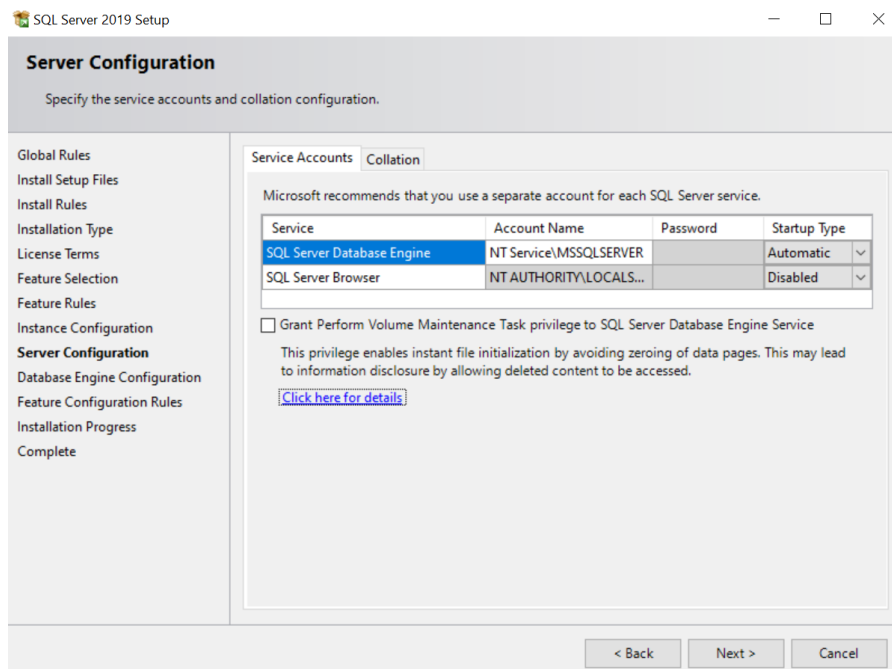 SQL Server 2019 Setup
Server Configuration
Specify the service accounts and collation configuration.
Global Rules
Install Setup Files
Install Rules
Installation Type
License Terms
Feature Selection
Feature Rules
Instance Configuration
Server Configuration
Database Engine Configuration
Feature Configuration Rules
Installation Progress
Complete
Service Accounts Collation
Microsoft recommends that you use a separate account for each SQL Server service.
Service Account Name Password Startup Type
SQL Server Database Engine NT Service\MSSQLSERVER Automatic
SQL Server Browser NT AUTHORITY\LOCALS... Disabled
Grant Perform Volume Maintenance Task privilege to SQL Server Database Engine Service
This privilege enables instant file initialization by avoiding zeroing of data pages. This may lead
to information disclosure by allowing deleted content to be accessed.
Click here for details
< Back Next > Cancel